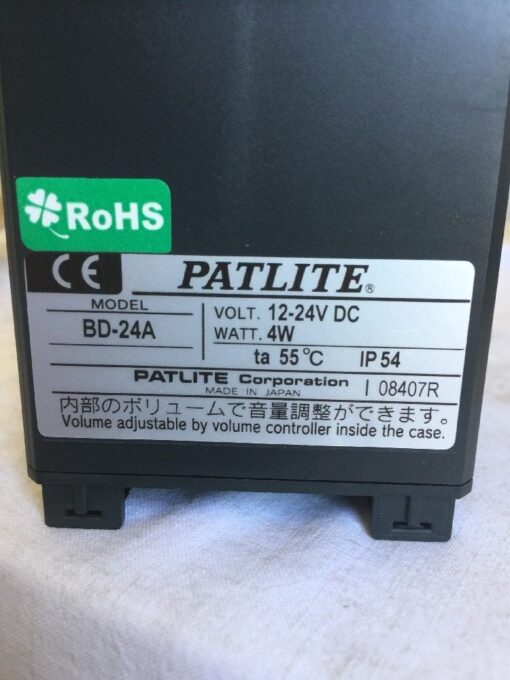 RoHS
CE PATLITE®
MODEL
BD-24A
VOLT. 12-24V DC
WATT. 4W
ta 55°C IP 54
PATLITE Corporation
MADE IN JAPAN
I 08407R
内部のボリュームで音量調整ができます。
Volume adjustable by volume controller inside the case.